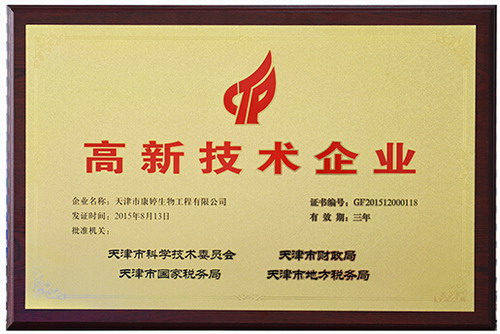 高新技术企业
企业名称：天津市康婷生物工程有限公司
证书编号：GF201512000118
发证时间：2015年8月13日
有 效 期：三年
批准机关：
天津市科学技术委员会
天津市财政局
天津市国家税务局
天津市地方税务局